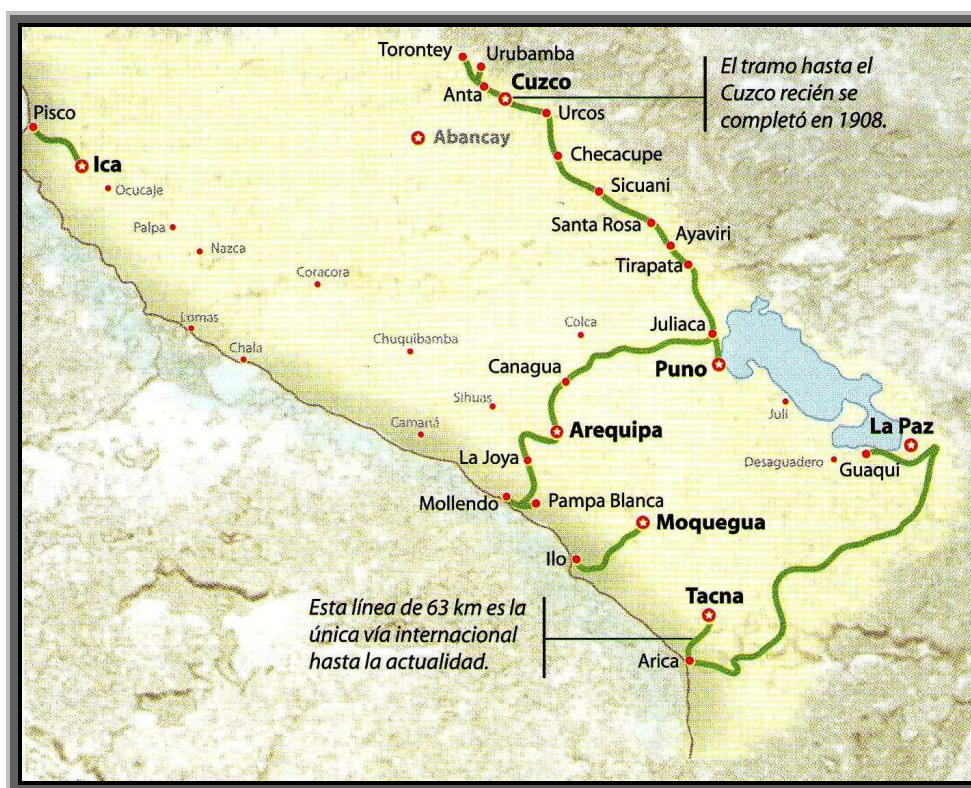 Torontey
Urubamba
Cuzco
Anta
El tramo hasta el
Cuzco recién se
completó en 1908.
Pisco
Urcos
Abancay
Ica
Checacupe
Ocucaje
Sicuani
Palpa
Santa Rosa
Ayaviri
Nazca
Tirapata
Coracora
Lomas
Chala
Chuquibamba
Colca
Juliaca
Canagua
Puno
Sihuas
Juli
Camaná
Arequipa
La Paz
La Joya
Desaguadero
Guaqui
Mollendo
Pampa Blanca
Moquegua
Ilo
Tacna
Esta línea de 63 km es la
única vía internacional
hasta la actualidad.
Arica